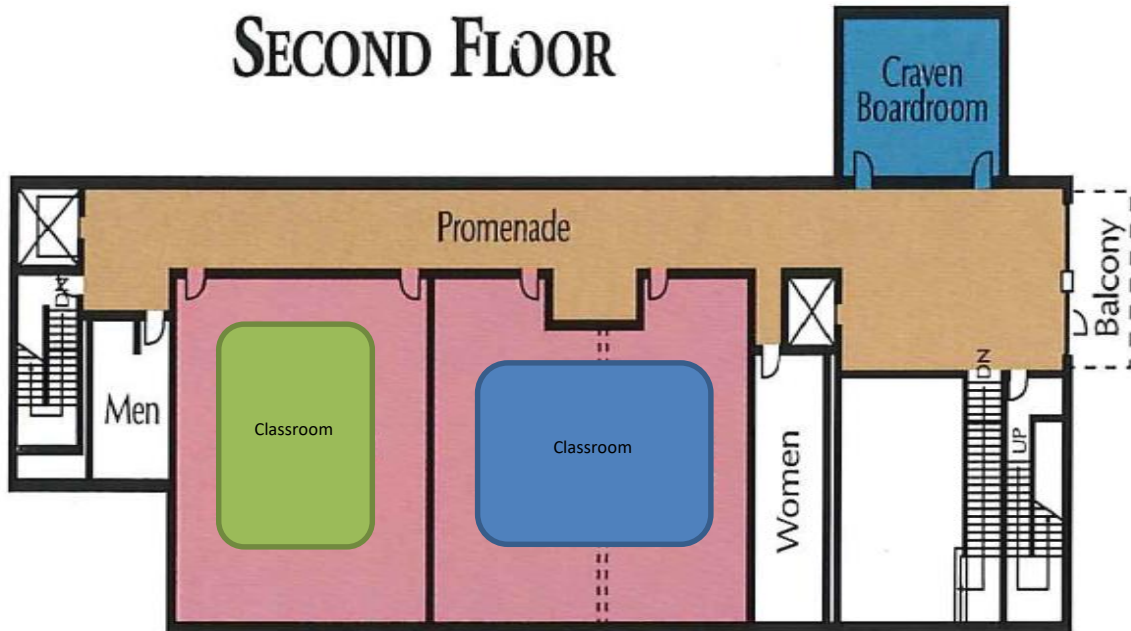 SECOND FLOOR
Craven
Boardroom
Promenade
Balcony
DN
Men
Classroom
Classroom
Women
DN
UP